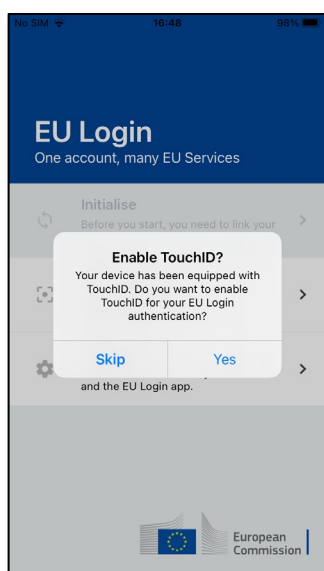 No SIM 16:48 98%
EU Login
One account, many EU Services
Initialise
Before you start, you need to link your
Enable TouchID?
Your device has been equipped with
TouchID. Do you want to enable
TouchID for your EU Login
authentication?
Skip Yes
and the EU Login app.
European
Commission